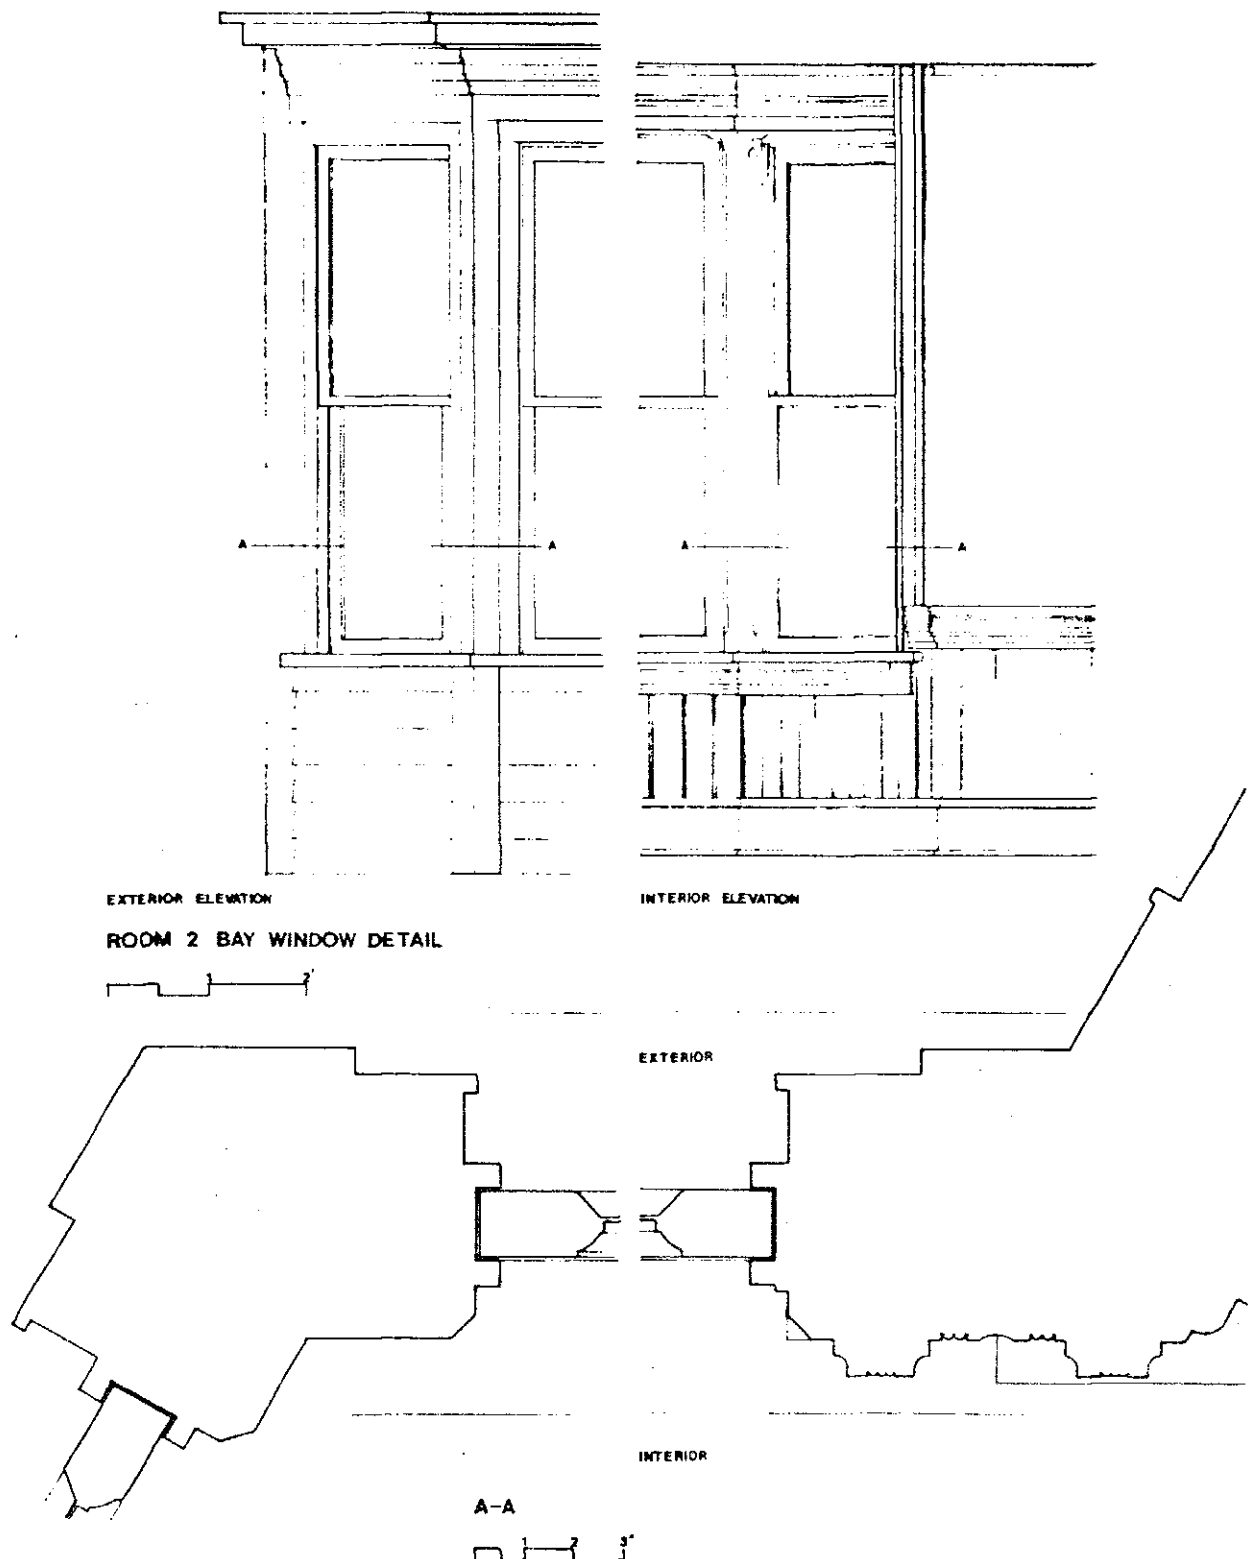 A A A A
EXTERIOR ELEVATION INTERIOR ELEVATION
ROOM 2 BAY WINDOW DETAIL
1 2'
EXTERIOR
INTERIOR
A-A
1 2 3"